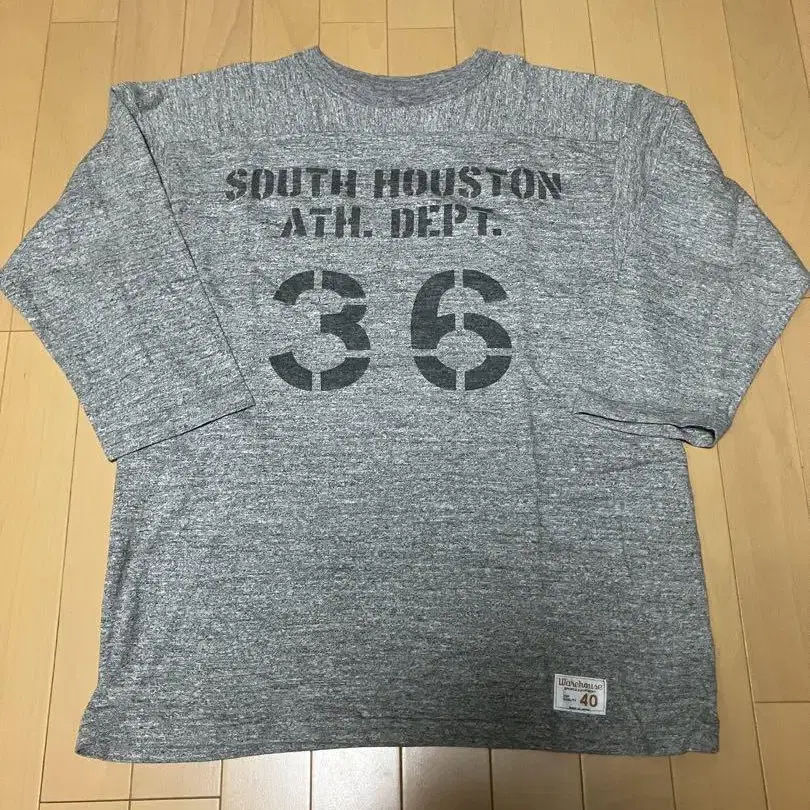 SOUTH HOUSTON
ATH. DEPT.
36
Warehouse
40